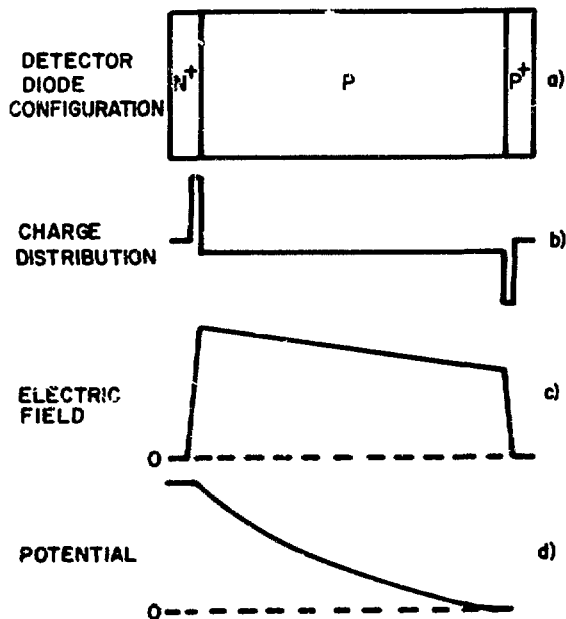 DETECTOR
DIODE
CONFIGURATION
N+
P
P+
a)
CHARGE
DISTRIBUTION
b)
ELECTRIC
FIELD
c)
0
POTENTIAL
d)
0